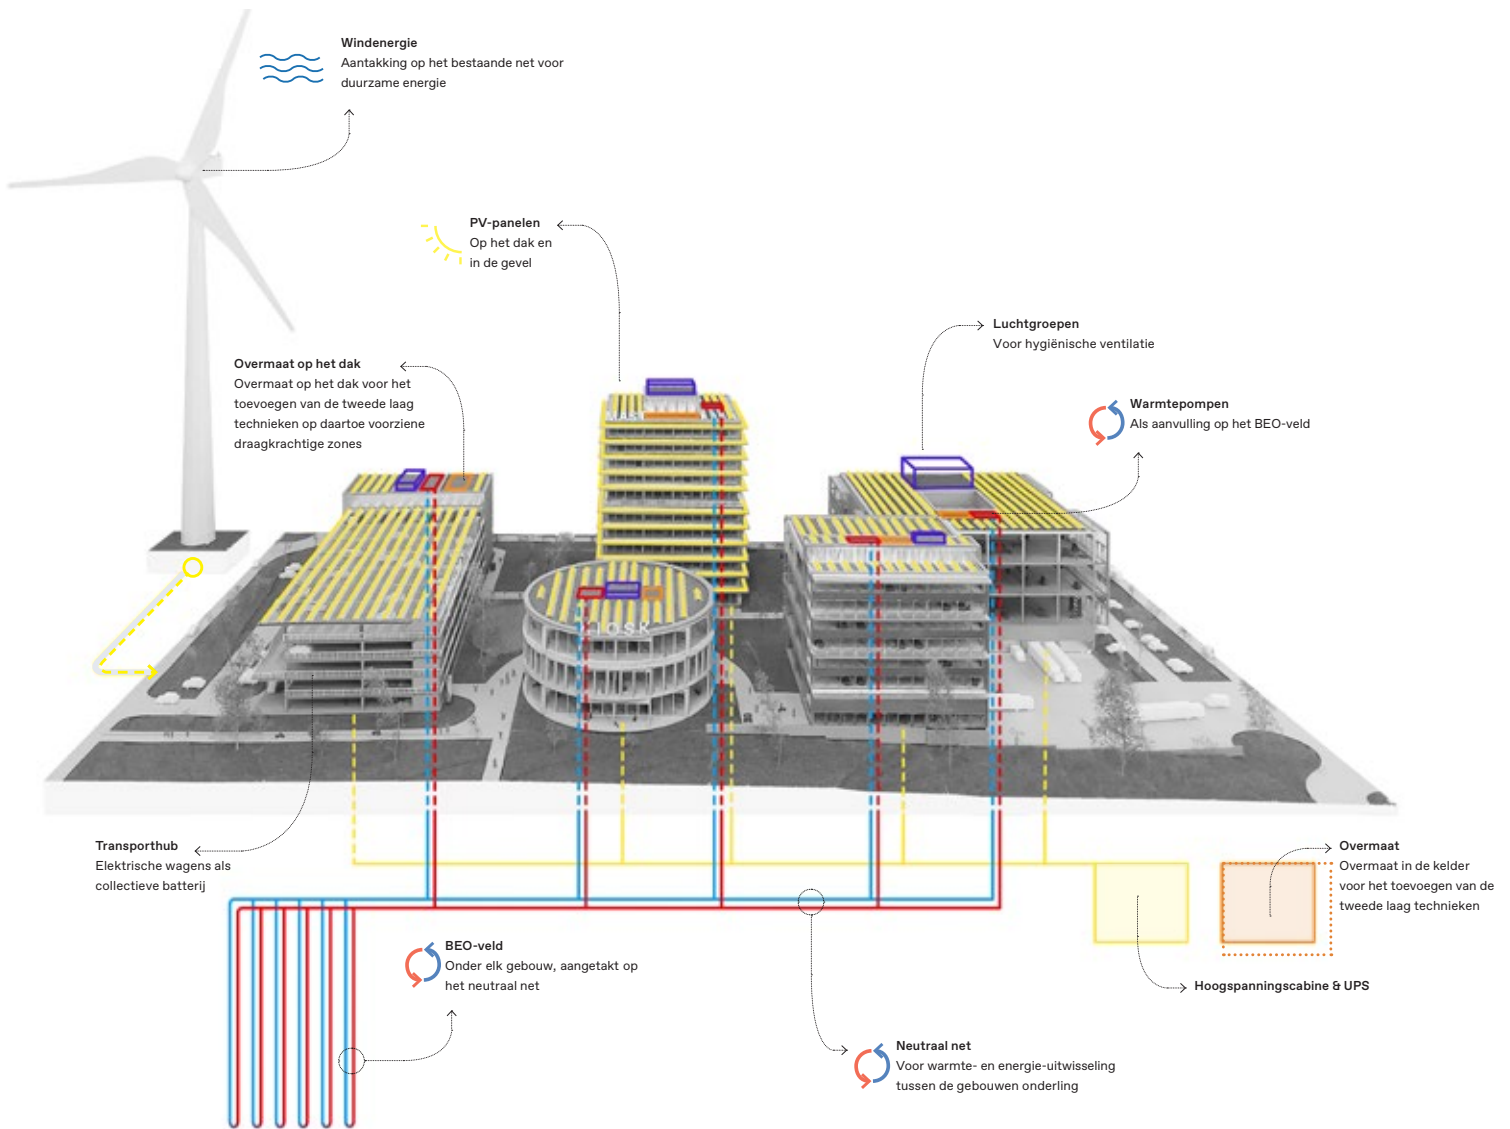 Windenergie
Aantakking op het bestaande net voor
duurzame energie
PV-panelen
Op het dak en
in de gevel
Luchtgroepen
Voor hygiënische ventilatie
Overmaat op het dak
Overmaat op het dak voor het
toevoegen van de tweede laag
technieken op daartoe voorziene
draagkrachtige zones
Warmtepompen
Als aanvulling op het BEO-veld
KIOSK
Transporthub
Elektrische wagens als
collectieve batterij
Overmaat
Overmaat in de kelder
voor het toevoegen van de
tweede laag technieken
BEO-veld
Onder elk gebouw, aangetakt op
het neutraal net
Hoogspanningscabine & UPS
Neutraal net
Voor warmte- en energie-uitwisseling
tussen de gebouwen onderling